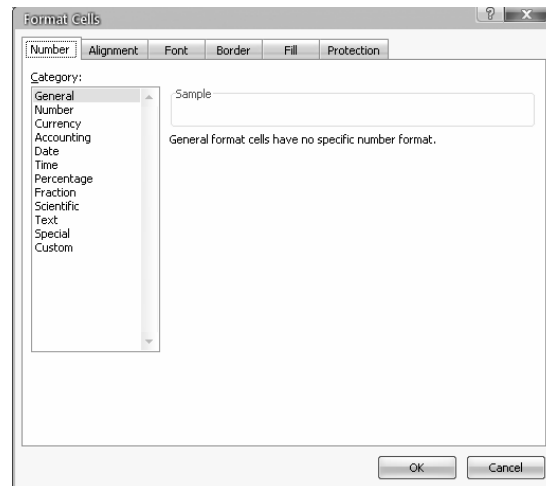 Format Cells
Number Alignment Font Border Fill Protection
Category:
General
Number
Currency
Accounting
Date
Time
Percentage
Fraction
Scientific
Text
Special
Custom
Sample
General format cells have no specific number format.
OK Cancel